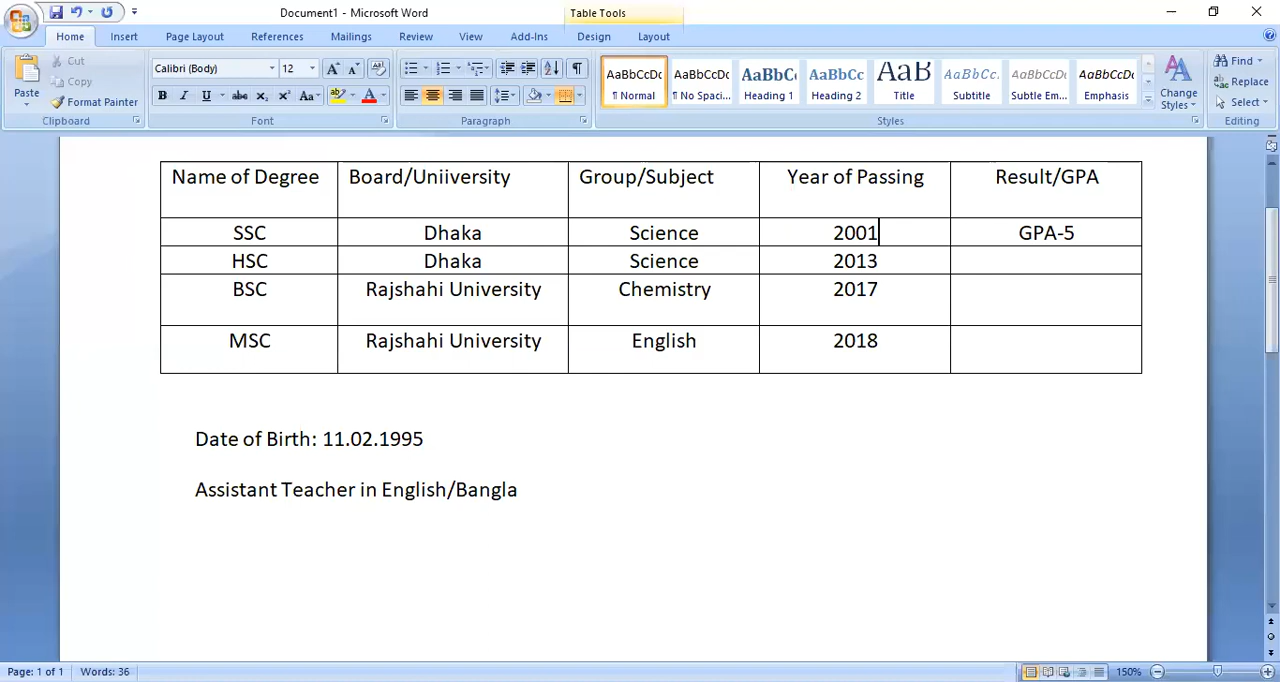 Document1 - Microsoft Word
Table Tools
Home Insert Page Layout References Mailings Review View Add-Ins Design Layout
Paste
Cut
Copy
Format Painter
Clipboard
Calibri (Body) 12
B I U abc X₂ X² Aa
ab A
Font
Paragraph
AaBbCcDc AaBbCcDc AaBbC AaBbCc AaB AaBbCc. AaBbCcDc AaBbCcDc
¶ Normal ¶ No Spaci... Heading 1 Heading 2 Title Subtitle Subtle Em... Emphasis
Change Styles
Styles
Find
Replace
Select
Editing
Name of Degree Board/Uniiversity Group/Subject Year of Passing Result/GPA
SSC Dhaka Science 2001 GPA-5
HSC Dhaka Science 2013
BSC Rajshahi University Chemistry 2017
MSC Rajshahi University English 2018
Date of Birth: 11.02.1995
Assistant Teacher in English/Bangla
Page: 1 of 1 Words: 36 150%